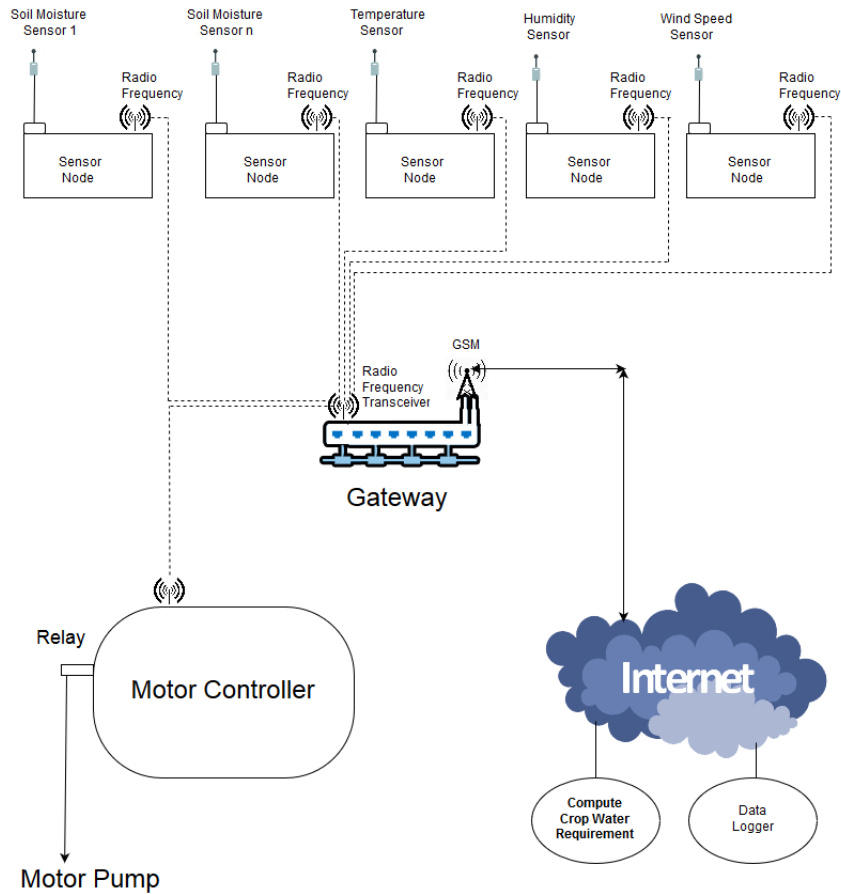 Soil Moisture
Sensor 1
Soil Moisture
Sensor n
Temperature
Sensor
Humidity
Sensor
Wind Speed
Sensor
Radio
Frequency
Radio
Frequency
Radio
Frequency
Radio
Frequency
Radio
Frequency
Sensor
Node
Sensor
Node
Sensor
Node
Sensor
Node
Sensor
Node
GSM
Radio
Frequency
Transceiver
Gateway
Relay
Motor Controller
Motor Pump
Internet
Compute
Crop Water
Requirement
Data
Logger